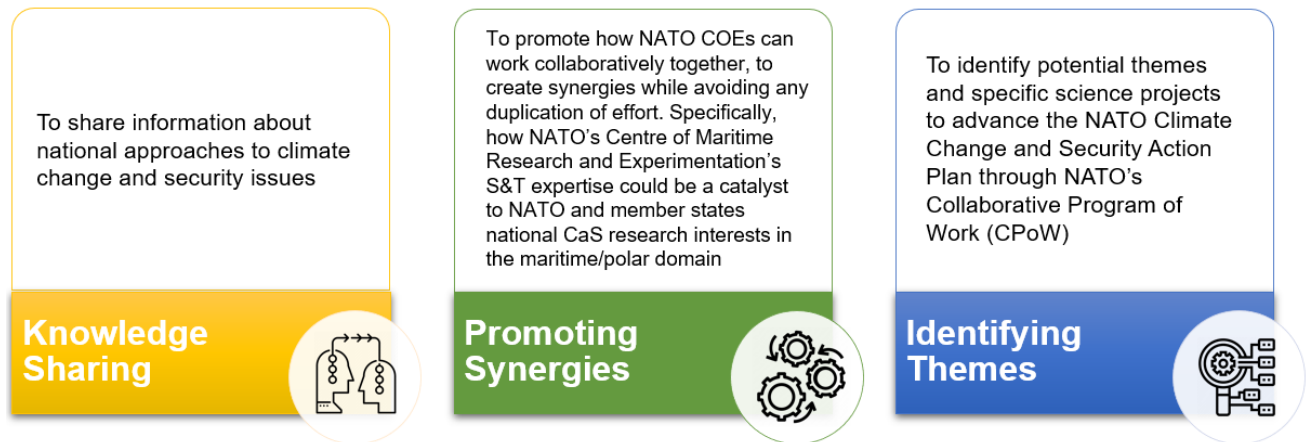 To share information about
national approaches to climate
change and security issues
Knowledge
Sharing
To promote how NATO COEs can
work collaboratively together, to
create synergies while avoiding any
duplication of effort. Specifically,
how NATO's Centre of Maritime
Research and Experimentation's
S&T expertise could be a catalyst
to NATO and member states
national CaS research interests in
the maritime/polar domain
Promoting
Synergies
To identify potential themes
and specific science projects
to advance the NATO Climate
Change and Security Action
Plan through NATO's
Collaborative Program of
Work (CPoW)
Identifying
Themes